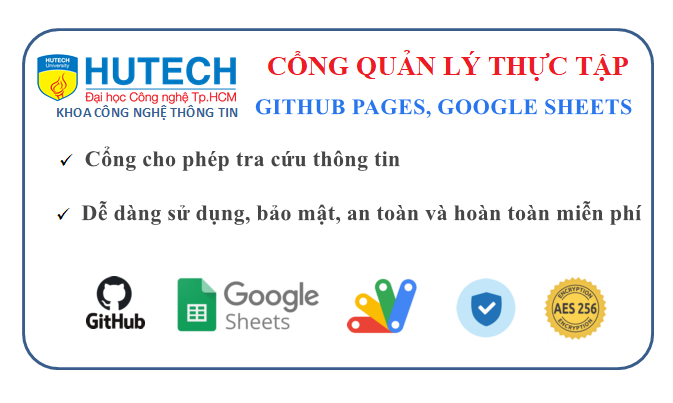 HUTECH
University
HUTECH
Đại học Công nghệ Tp.HCM
KHOA CÔNG NGHỆ THÔNG TIN
CỔNG QUẢN LÝ THỰC TẬP
GITHUB PAGES, GOOGLE SHEETS
Cổng cho phép tra cứu thông tin
Dễ dàng sử dụng, bảo mật, an toàn và hoàn toàn miễn phí
GitHub
Google
Sheets
ENCRYPTION
AES 256
ENCRYPTION